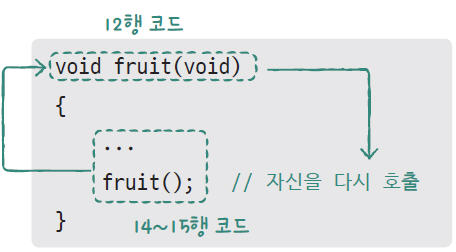 12행 코드
void fruit(void)
{
...
fruit(); // 자신을 다시 호출
} 14~15행 코드